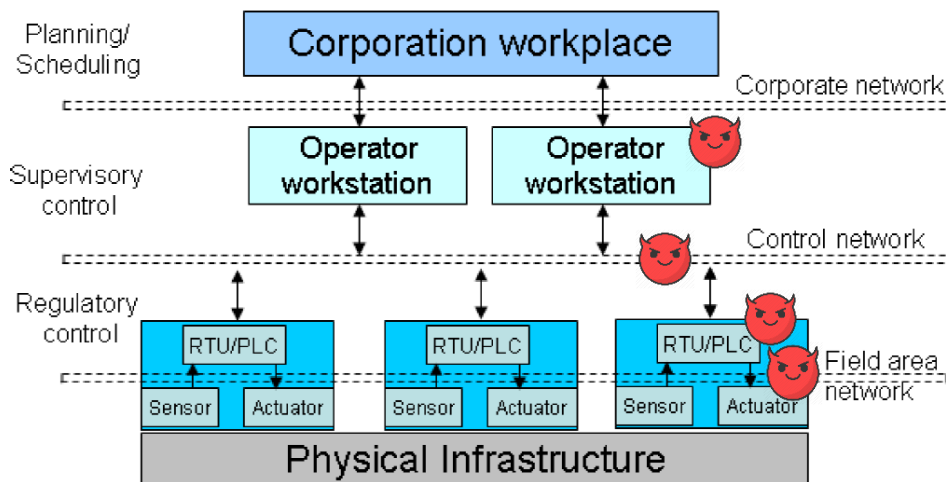 Planning/
Scheduling
Corporation workplace
Corporate network
Supervisory
control
Operator
workstation
Operator
workstation
Control network
Regulatory
control
RTU/PLC
RTU/PLC
RTU/PLC
Field area
network
Sensor
Actuator
Sensor
Actuator
Sensor
Actuator
Physical Infrastructure